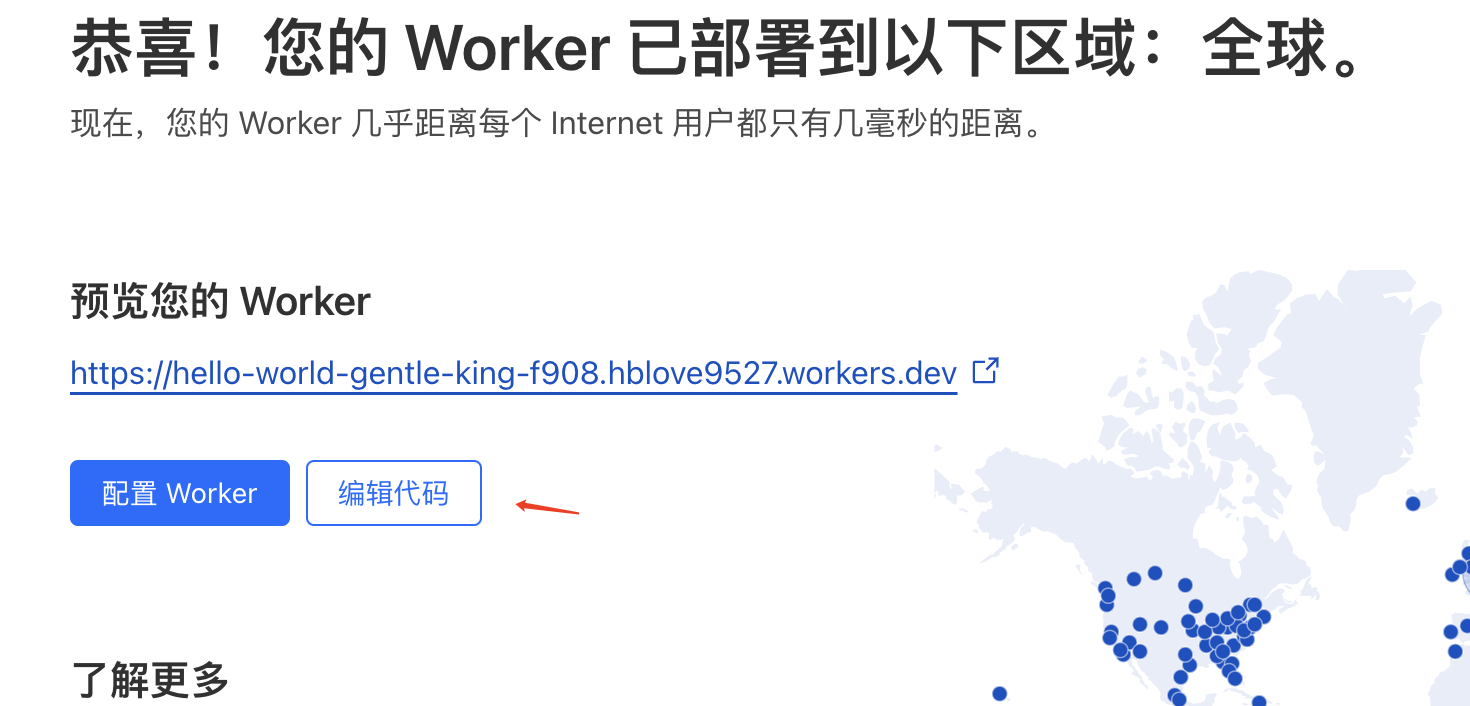 恭喜！您的 Worker 已部署到以下区域：全球。
现在，您的 Worker 几乎距离每个 Internet 用户都只有几毫秒的距离。
预览您的 Worker
https://hello-world-gentle-king-f908.hblove9527.workers.dev
配置 Worker
编辑代码
了解更多